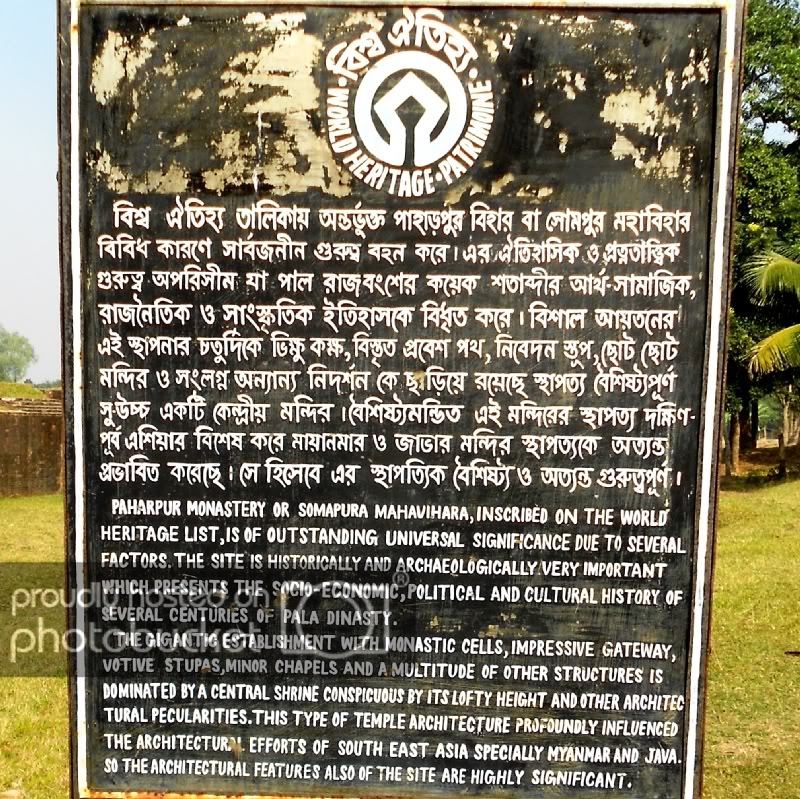 বিশ্ব ঐতিহ্য
WORLD HERITAGE • PATRIMOINE
বিশ্ব ঐতিহ্য তালিকায় অন্তর্ভূক্ত পাহাড়পুর বিহার বা সোমপুর মহাবিহার
বিবিধ কারণে সার্বজনীন গুরুত্ব বহন করে। এর ঐতিহাসিক ও প্রত্নতাত্ত্বিক
গুরুত্ব অপরিসীম যা পাল রাজবংশের কয়েক শতাব্দীর আর্থ-সামাজিক,
রাজনৈতিক ও সাংস্কৃতিক ইতিহাসকে বিধৃত করে। বিশাল আয়তনের
এই স্থাপনার চতুর্দিকে ভিক্ষু কক্ষ, বিস্তৃত প্রবেশ পথ, নিবেদন স্তূপ, ছোট ছোট
মন্দির ও সংলগ্ন অন্যান্য নিদর্শন কে ছাড়িয়ে রয়েছে স্থাপত্য বৈশিষ্ট্যপূর্ণ
সু-উচ্চ একটি কেন্দ্রীয় মন্দির। বৈশিষ্ট্যমন্ডিত এই মন্দিরের স্থাপত্য দক্ষিণ-
পূর্ব এশিয়ার বিশেষ করে মায়ানমার ও জাভার মন্দির স্থাপত্যকে অত্যন্ত
প্রভাবিত করেছে। সে হিসেবে এর স্থাপত্যিক বৈশিষ্ট্য ও অত্যন্ত গুরুত্বপূর্ণ।
PAHARPUR MONASTERY OR SOMAPURA MAHAVIHARA, INSCRIBED ON THE WORLD
HERITAGE LIST, IS OF OUTSTANDING UNIVERSAL SIGNIFICANCE DUE TO SEVERAL
FACTORS. THE SITE IS HISTORICALLY AND ARCHAEOLOGICALLY VERY IMPORTANT
WHICH PRESENTS THE SOCIO-ECONOMIC, POLITICAL AND CULTURAL HISTORY OF
SEVERAL CENTURIES OF PALA DINASTY.
THE GIGANTIC ESTABLISHMENT WITH MONASTIC CELLS, IMPRESSIVE GATEWAY,
VOTIVE STUPAS, MINOR CHAPELS AND A MULTITUDE OF OTHER STRUCTURES IS
DOMINATED BY A CENTRAL SHRINE CONSPICUOUS BY ITS LOFTY HEIGHT AND OTHER ARCHITEC
TURAL PECULARITIES. THIS TYPE OF TEMPLE ARCHITECTURE PROFOUNDLY INFLUENCED
THE ARCHITECTURAL EFFORTS OF SOUTH EAST ASIA SPECIALLY MYANMAR AND JAVA.
SO THE ARCHITECTURAL FEATURES ALSO OF THE SITE ARE HIGHLY SIGNIFICANT.
proudly hosted on
photobucket